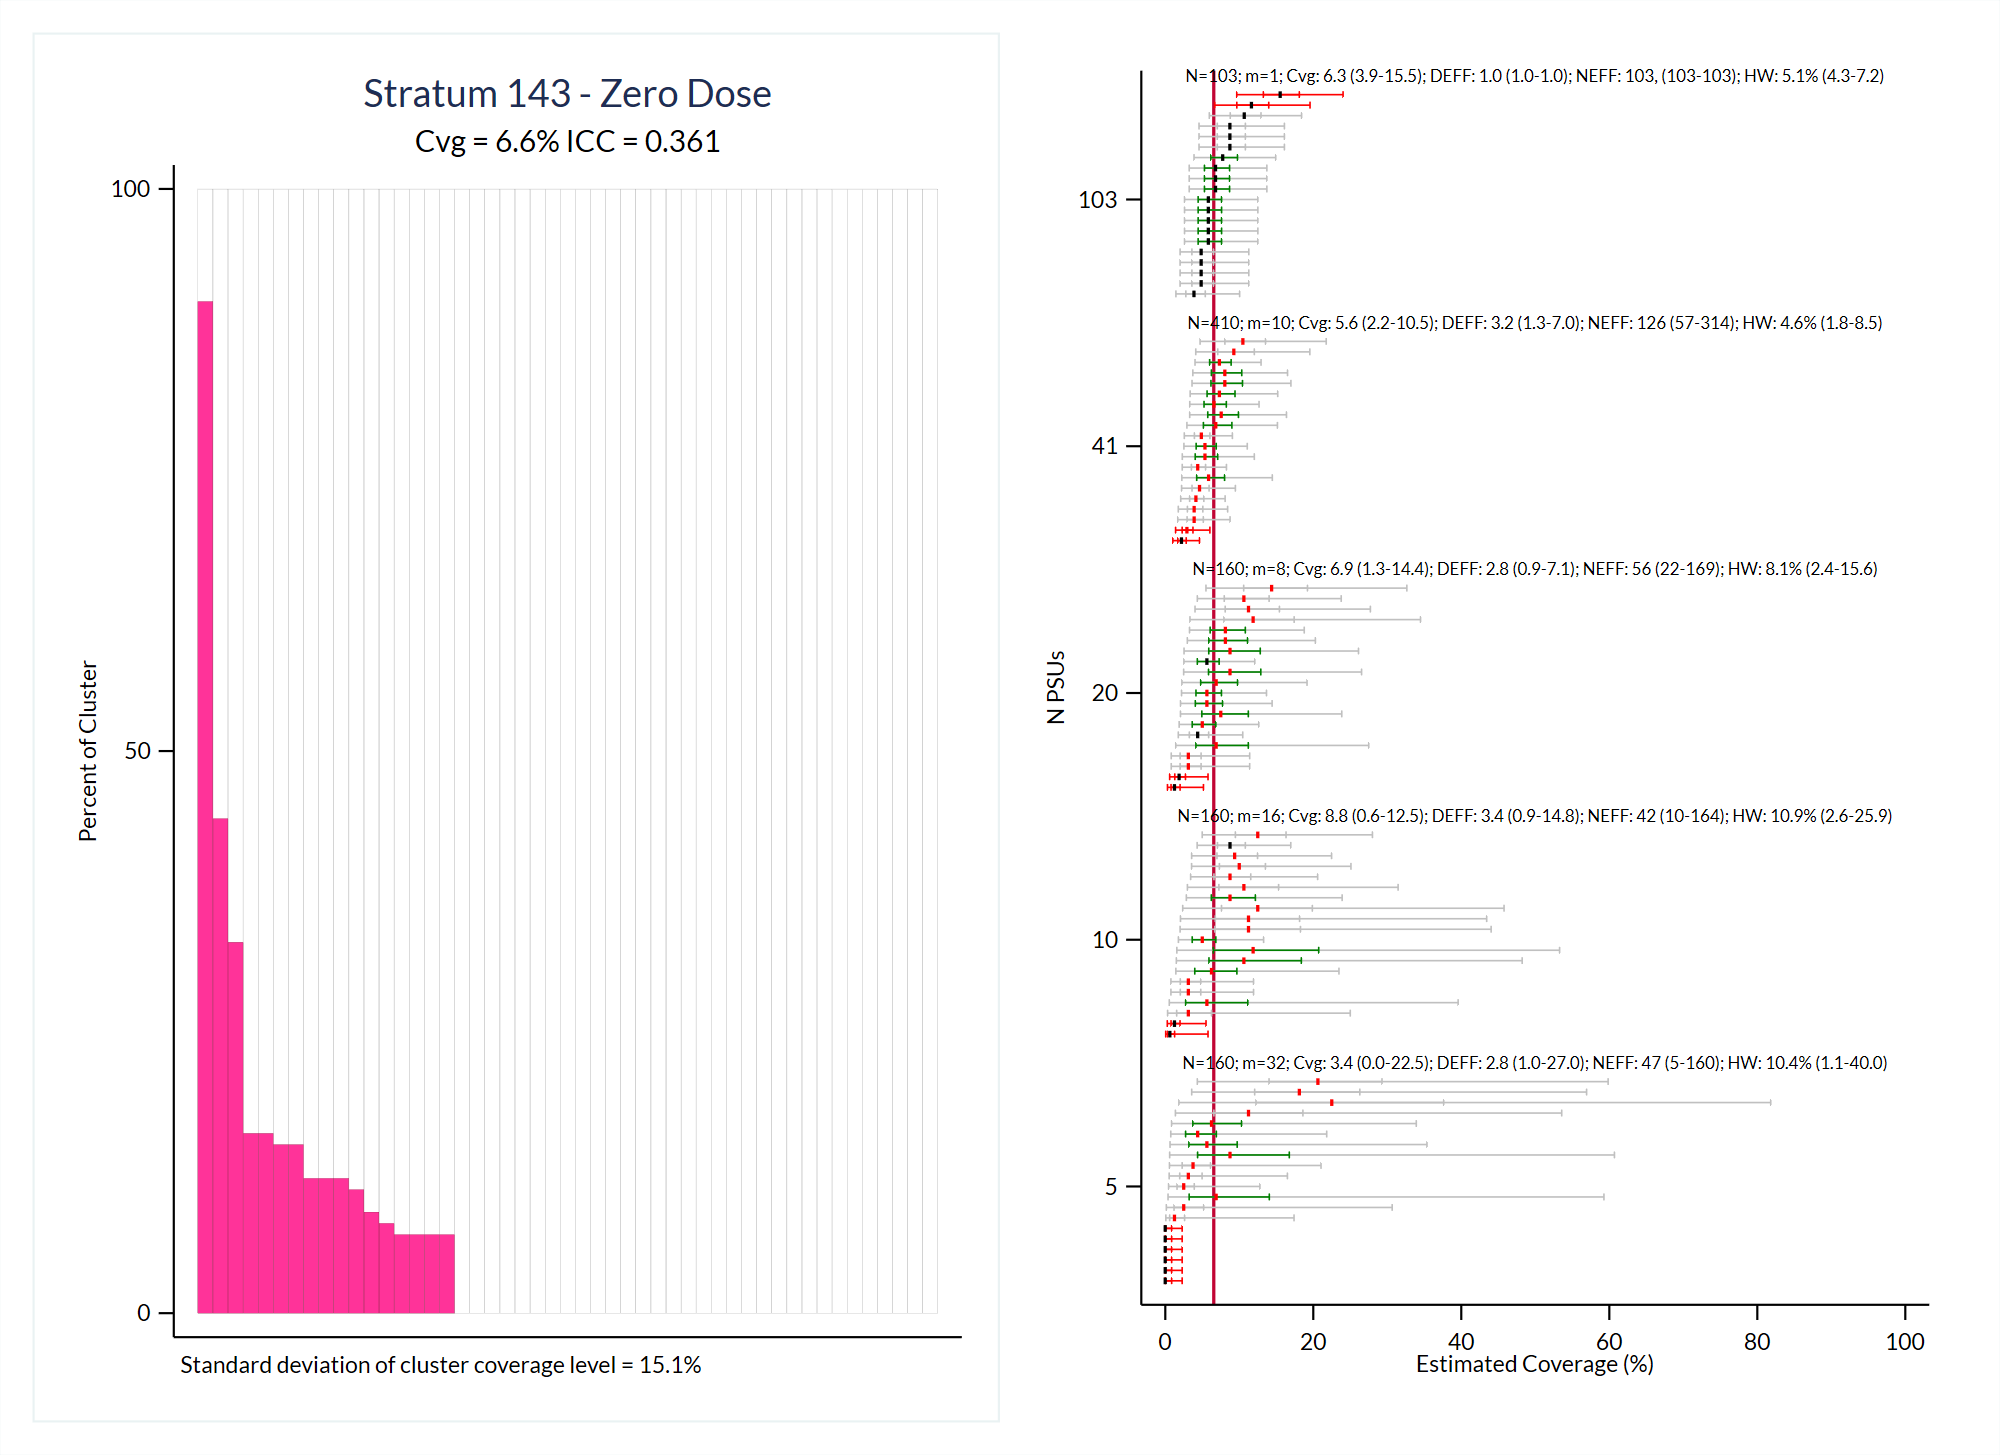 Stratum 143 - Zero Dose
Cvg = 6.6% ICC = 0.361
100
50
0
Percent of Cluster
Standard deviation of cluster coverage level = 15.1%
N=103; m=1; Cvg: 6.3 (3.9-15.5); DEFF: 1.0 (1.0-1.0); NEFF: 103, (103-103); HW: 5.1% (4.3-7.2)
103
N=410; m=10; Cvg: 5.6 (2.2-10.5); DEFF: 3.2 (1.3-7.0); NEFF: 126 (57-314); HW: 4.6% (1.8-8.5)
41
N=160; m=8; Cvg: 6.9 (1.3-14.4); DEFF: 2.8 (0.9-7.1); NEFF: 56 (22-169); HW: 8.1% (2.4-15.6)
20
N=160; m=16; Cvg: 8.8 (0.6-12.5); DEFF: 3.4 (0.9-14.8); NEFF: 42 (10-164); HW: 10.9% (2.6-25.9)
10
N=160; m=32; Cvg: 3.4 (0.0-22.5); DEFF: 2.8 (1.0-27.0); NEFF: 47 (5-160); HW: 10.4% (1.1-40.0)
5
N PSUs
0 20 40 60 80 100
Estimated Coverage (%)